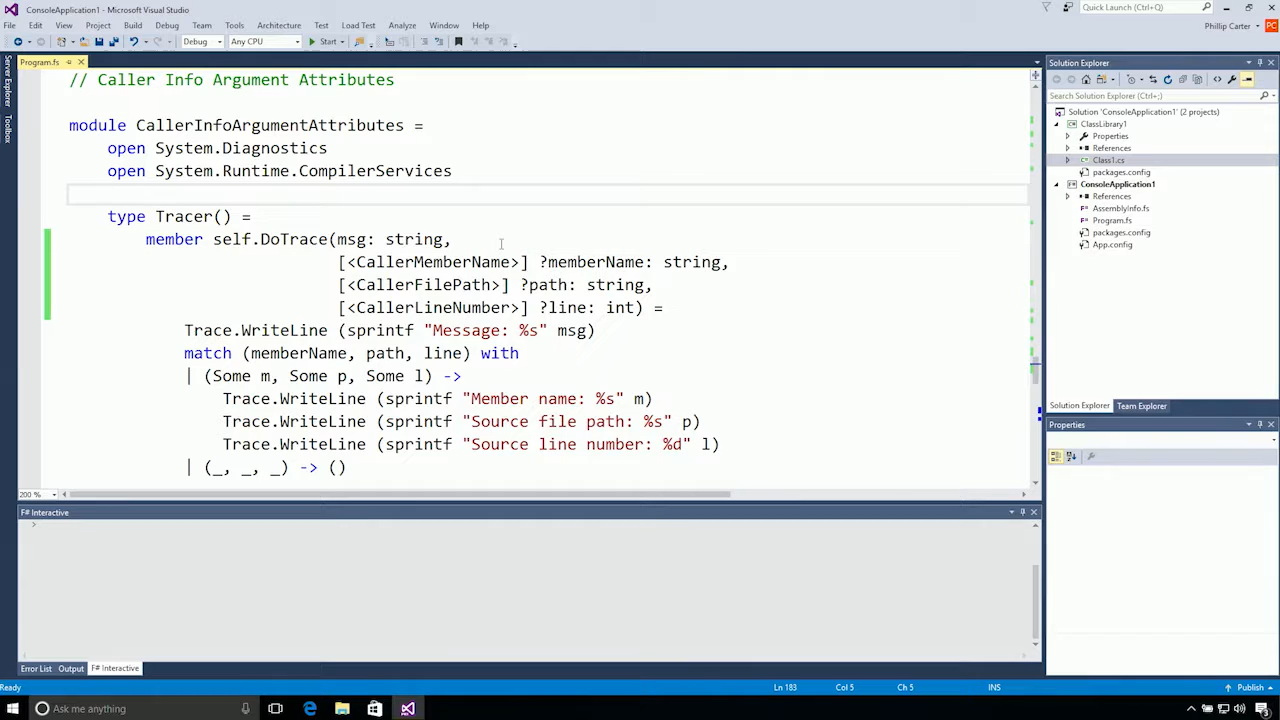 ConsoleApplication1 - Microsoft Visual Studio
Quick Launch (Ctrl+Q)
File Edit View Project Build Debug Team Tools Architecture Test Load Test Analyze Window Help
Phillip Carter PC
Debug Any CPU Start
Server Explorer
Toolbox
Program.fs
// Caller Info Argument Attributes
module CallerInfoArgumentAttributes =
open System.Diagnostics
open System.Runtime.CompilerServices
type Tracer() =
member self.DoTrace(msg: string,
[<CallerMemberName>] ?memberName: string,
[<CallerFilePath>] ?path: string,
[<CallerLineNumber>] ?line: int) =
Trace.WriteLine (sprintf "Message: %s" msg)
match (memberName, path, line) with
| (Some m, Some p, Some l) ->
Trace.WriteLine (sprintf "Member name: %s" m)
Trace.WriteLine (sprintf "Source file path: %s" p)
Trace.WriteLine (sprintf "Source line number: %d" l)
| (_, _, _) -> ()
200 %
F# Interactive
>
Error List Output F# Interactive
Solution Explorer
Search Solution Explorer (Ctrl+;)
Solution 'ConsoleApplication1' (2 projects)
ClassLibrary1
Properties
References
Class1.cs
packages.config
ConsoleApplication1
References
AssemblyInfo.fs
Program.fs
packages.config
App.config
Solution Explorer Team Explorer
Properties
Ready Ln 183 Col 5 Ch 5 INS Publish
Ask me anything
3